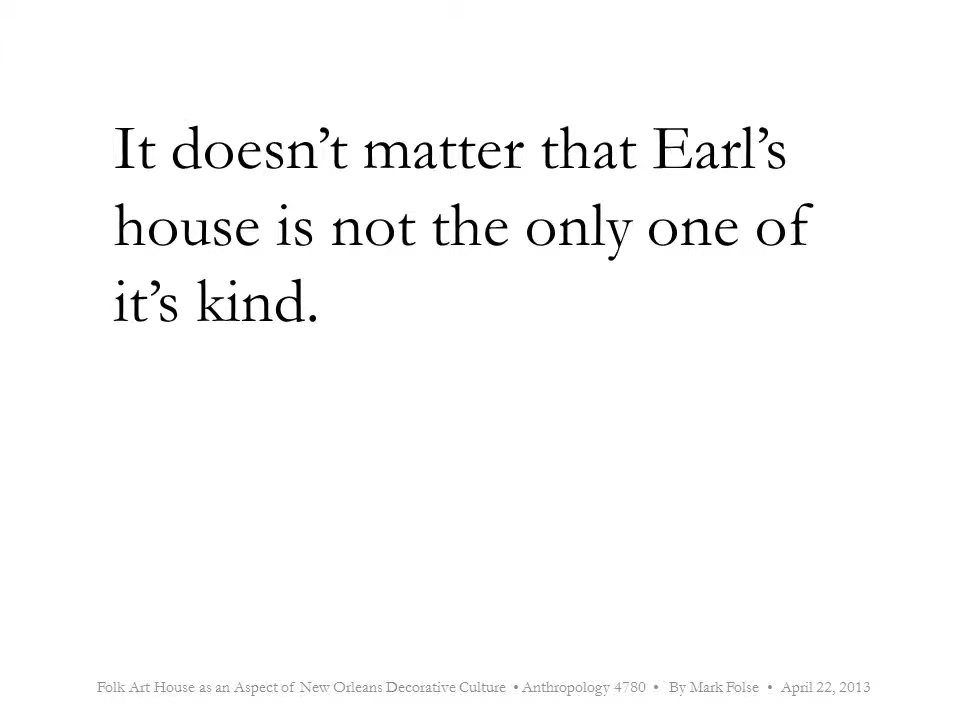 It doesn’t matter that Earl’s
house is not the only one of
it’s kind.
Folk Art House as an Aspect of New Orleans Decorative Culture • Anthropology 4780 • By Mark Folse • April 22, 2013